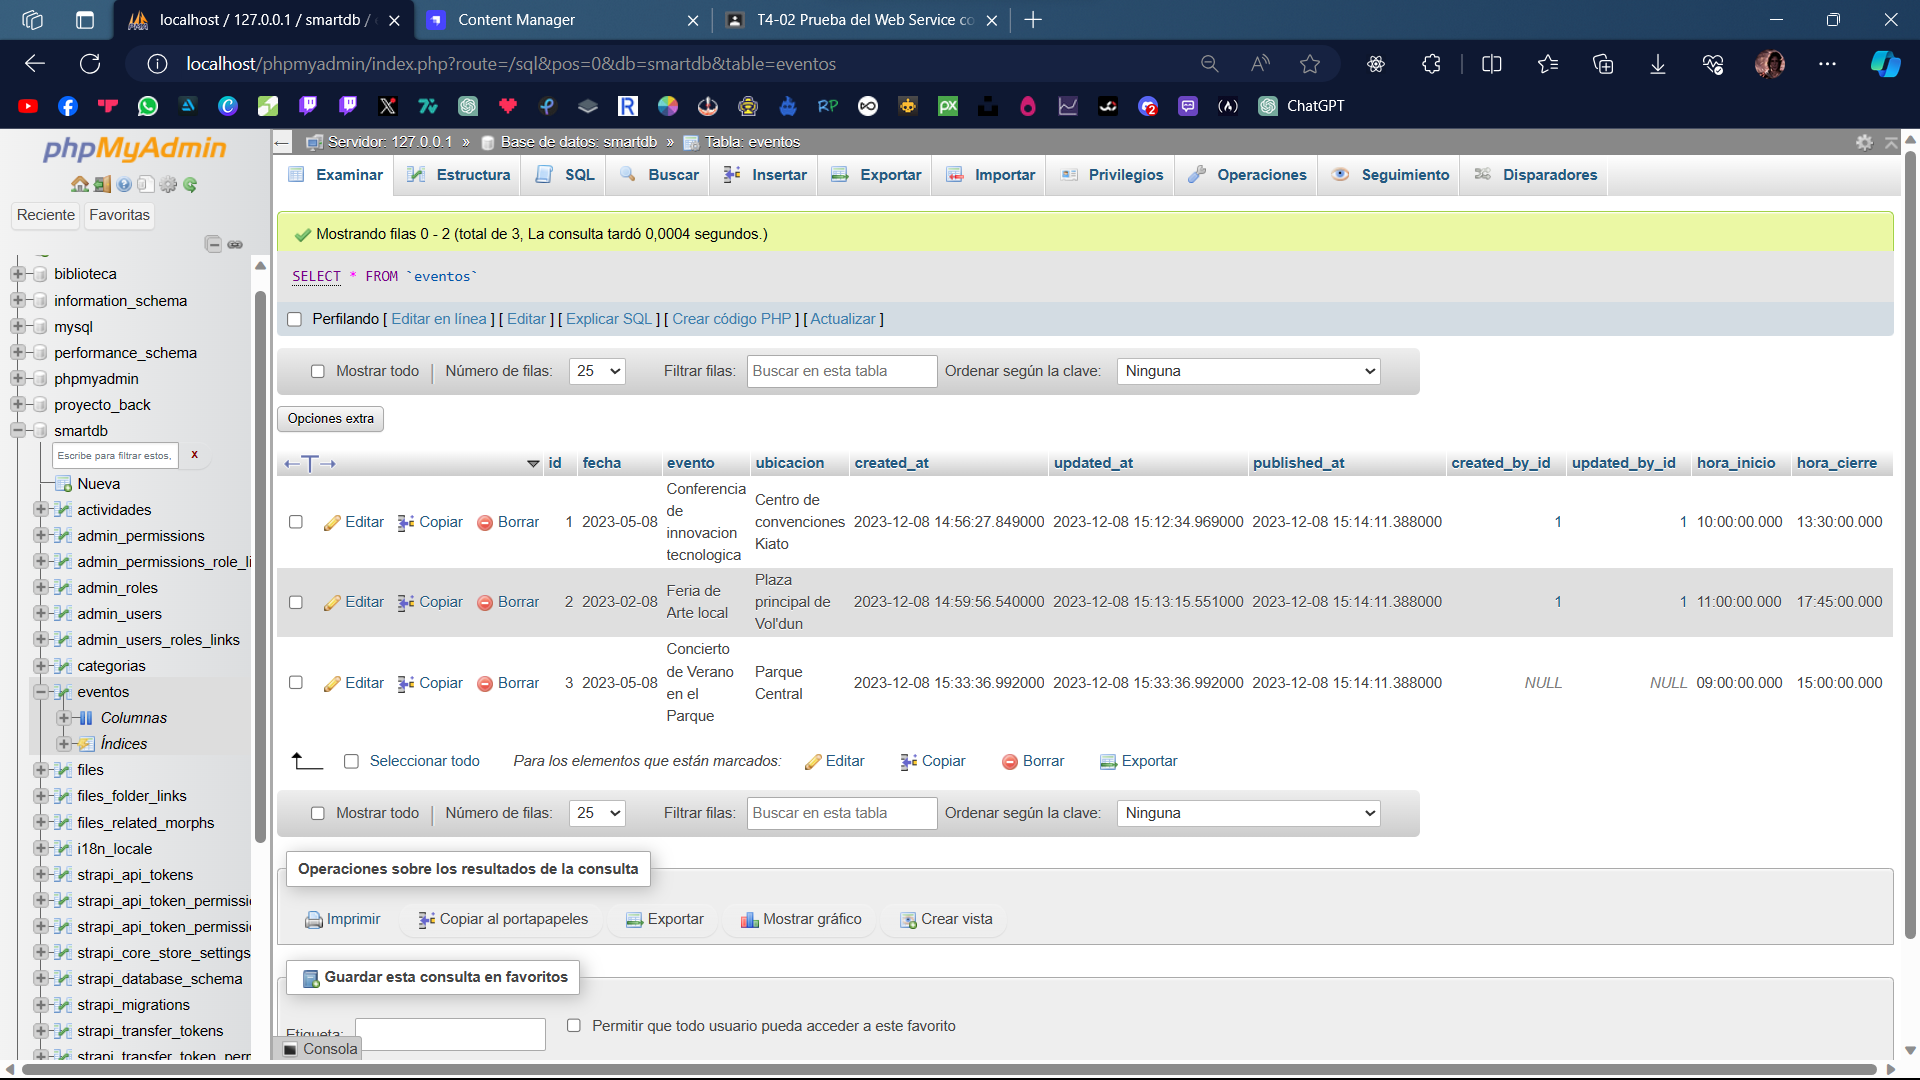 localhost / 127.0.0.1 / smartdb /
Content Manager
T4-02 Prueba del Web Service co
localhost/phpmyadmin/index.php?route=/sql&pos=0&db=smartdb&table=eventos
ChatGPT
phpMyAdmin
Reciente Favoritas
biblioteca
information_schema
mysql
performance_schema
phpmyadmin
proyecto_back
smartdb
Escribe para filtrar estos, X
Nueva
actividades
admin_permissions
admin_permissions_role_li
admin_roles
admin_users
admin_users_roles_links
categorias
eventos
Columnas
Índices
files
files_folder_links
files_related_morphs
i18n_locale
strapi_api_tokens
strapi_api_token_permissi
strapi_api_token_permissi
strapi_core_store_settings
strapi_database_schema
strapi_migrations
strapi_transfer_tokens
strapi_transfer_token_perr
Servidor: 127.0.0.1 » Base de datos: smartdb » Tabla: eventos
Examinar Estructura SQL Buscar Insertar Exportar Importar Privilegios Operaciones Seguimiento Disparadores
Mostrando filas 0 - 2 (total de 3, La consulta tardó 0,0004 segundos.)
SELECT * FROM `eventos`
Perfilando [ Editar en línea ] [ Editar ] [ Explicar SQL ] [ Crear código PHP ] [ Actualizar ]
Mostrar todo | Número de filas: 25 Filtrar filas: Buscar en esta tabla Ordenar según la clave: Ninguna
Opciones extra
←T→ id fecha evento ubicacion created_at updated_at published_at created_by_id updated_by_id hora_inicio hora_cierre
Editar Copiar Borrar 1 2023-05-08 Conferencia de innovacion tecnologica Centro de convenciones Kiato 2023-12-08 14:56:27.849000 2023-12-08 15:12:34.969000 2023-12-08 15:14:11.388000 1 1 10:00:00.000 13:30:00.000
Editar Copiar Borrar 2 2023-02-08 Feria de Arte local Plaza principal de Vol'dun 2023-12-08 14:59:56.540000 2023-12-08 15:13:15.551000 2023-12-08 15:14:11.388000 1 1 11:00:00.000 17:45:00.000
Editar Copiar Borrar 3 2023-05-08 Concierto de Verano en el Parque Parque Central 2023-12-08 15:33:36.992000 2023-12-08 15:33:36.992000 2023-12-08 15:14:11.388000 NULL NULL 09:00:00.000 15:00:00.000
Seleccionar todo Para los elementos que están marcados: Editar Copiar Borrar Exportar
Mostrar todo | Número de filas: 25 Filtrar filas: Buscar en esta tabla Ordenar según la clave: Ninguna
Operaciones sobre los resultados de la consulta
Imprimir Copiar al portapapeles Exportar Mostrar gráfico Crear vista
Guardar esta consulta en favoritos
Etiqueta: Permitir que todo usuario pueda acceder a este favorito
Consola